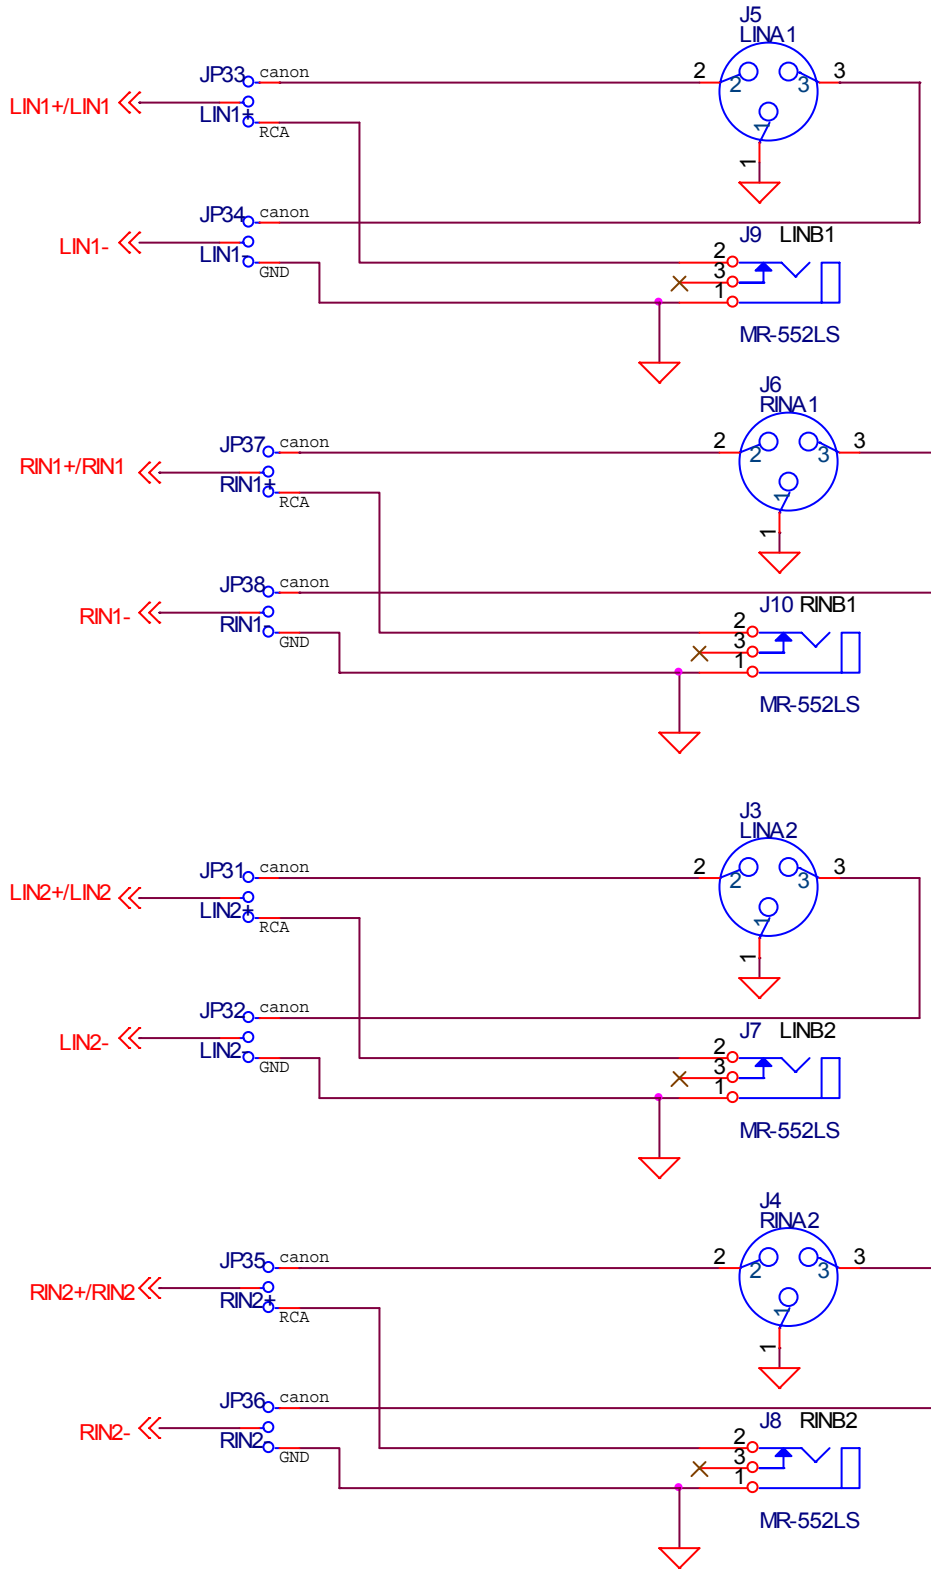 J5
LINA1
JP33 canon
2 3
2 3
LIN1+/LIN1
LIN1+
RCA
1
1
JP34 canon
LIN1-
LIN1-
GND
J9 LINB1
2
3
1
MR-552LS
J6
RINA1
JP37 canon
2 3
2 3
RIN1+/RIN1
RIN1+
RCA
1
1
JP38 canon
RIN1-
RIN1-
GND
J10 RINB1
2
3
1
MR-552LS
J3
LINA2
JP31 canon
2 3
2 3
LIN2+/LIN2
LIN2+
RCA
1
1
JP32 canon
LIN2-
LIN2-
GND
J7 LINB2
2
3
1
MR-552LS
J4
RINA2
JP35 canon
2 3
2 3
RIN2+/RIN2
RIN2+
RCA
1
1
JP36 canon
RIN2-
RIN2-
GND
J8 RINB2
2
3
1
MR-552LS